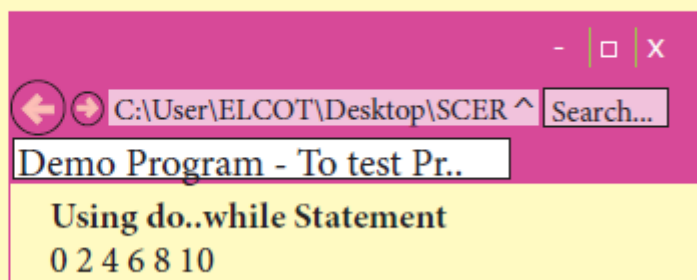 - □ X
C:\User\ELCOT\Desktop\SCER ^ Search...
Demo Program - To test Pr..
Using do..while Statement
0 2 4 6 8 10